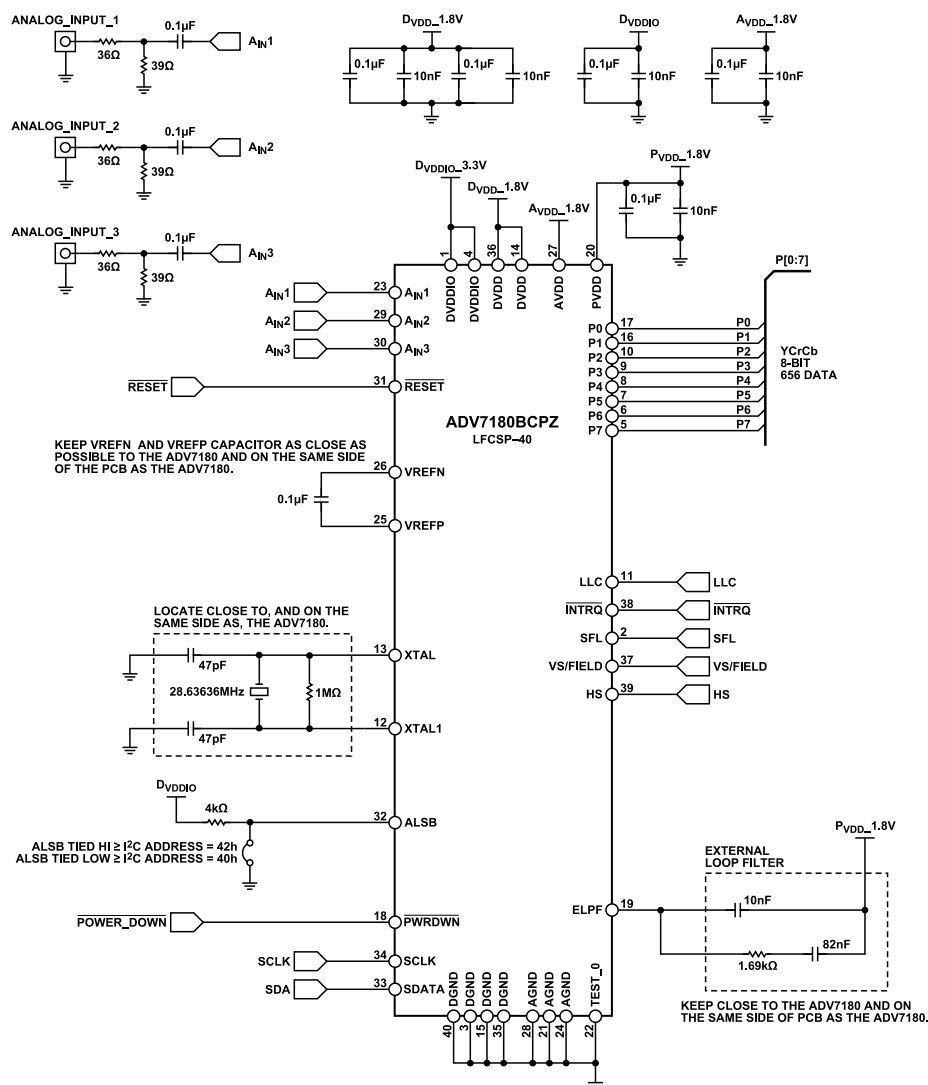 ANALOG_INPUT_1
0.1µF
36Ω
39Ω
AIN1
DVDD_1.8V
0.1µF
10nF
0.1µF
10nF
DVDDIO
0.1µF
10nF
AVDD_1.8V
0.1µF
10nF
ANALOG_INPUT_2
0.1µF
36Ω
39Ω
AIN2
ANALOG_INPUT_3
0.1µF
36Ω
39Ω
AIN3
DVDDIO_3.3V
DVDD_1.8V
AVDD_1.8V
PVDD_1.8V
0.1µF
10nF
1
4
36
14
27
20
DVDDIO
DVDDIO
DVDD
DVDD
AVDD
PVDD
AIN1
23
AIN1
AIN2
29
AIN2
AIN3
30
AIN3
RESET
31
RESET
P[0:7]
P0
17
P0
P1
16
P1
P2
10
P2
P3
9
P3
P4
8
P4
P5
7
P5
P6
6
P6
P7
5
P7
YCrCb
8-BIT
656 DATA
ADV7180BCPZ
LFCSP–40
KEEP VREFN AND VREFP CAPACITOR AS CLOSE AS
POSSIBLE TO THE ADV7180 AND ON THE SAME SIDE
OF THE PCB AS THE ADV7180.
26
VREFN
0.1µF
25
VREFP
LLC
11
LLC
INTRQ
38
INTRQ
SFL
2
SFL
VS/FIELD
37
VS/FIELD
HS
39
HS
LOCATE CLOSE TO, AND ON THE
SAME SIDE AS, THE ADV7180.
47pF
13
XTAL
28.63636MHz
1MΩ
47pF
12
XTAL1
DVDDIO
4kΩ
32
ALSB
ALSB TIED HI ≥ I2C ADDRESS = 42h
ALSB TIED LOW ≥ I2C ADDRESS = 40h
POWER_DOWN
18
PWRDWN
SCLK
34
SCLK
SDA
33
SDATA
PVDD_1.8V
EXTERNAL
LOOP FILTER
ELPF
19
10nF
82nF
1.69kΩ
KEEP CLOSE TO THE ADV7180 AND ON
THE SAME SIDE OF PCB AS THE ADV7180.
DGND
DGND
DGND
DGND
AGND
AGND
AGND
TEST_0
40
3
15
35
28
21
24
22